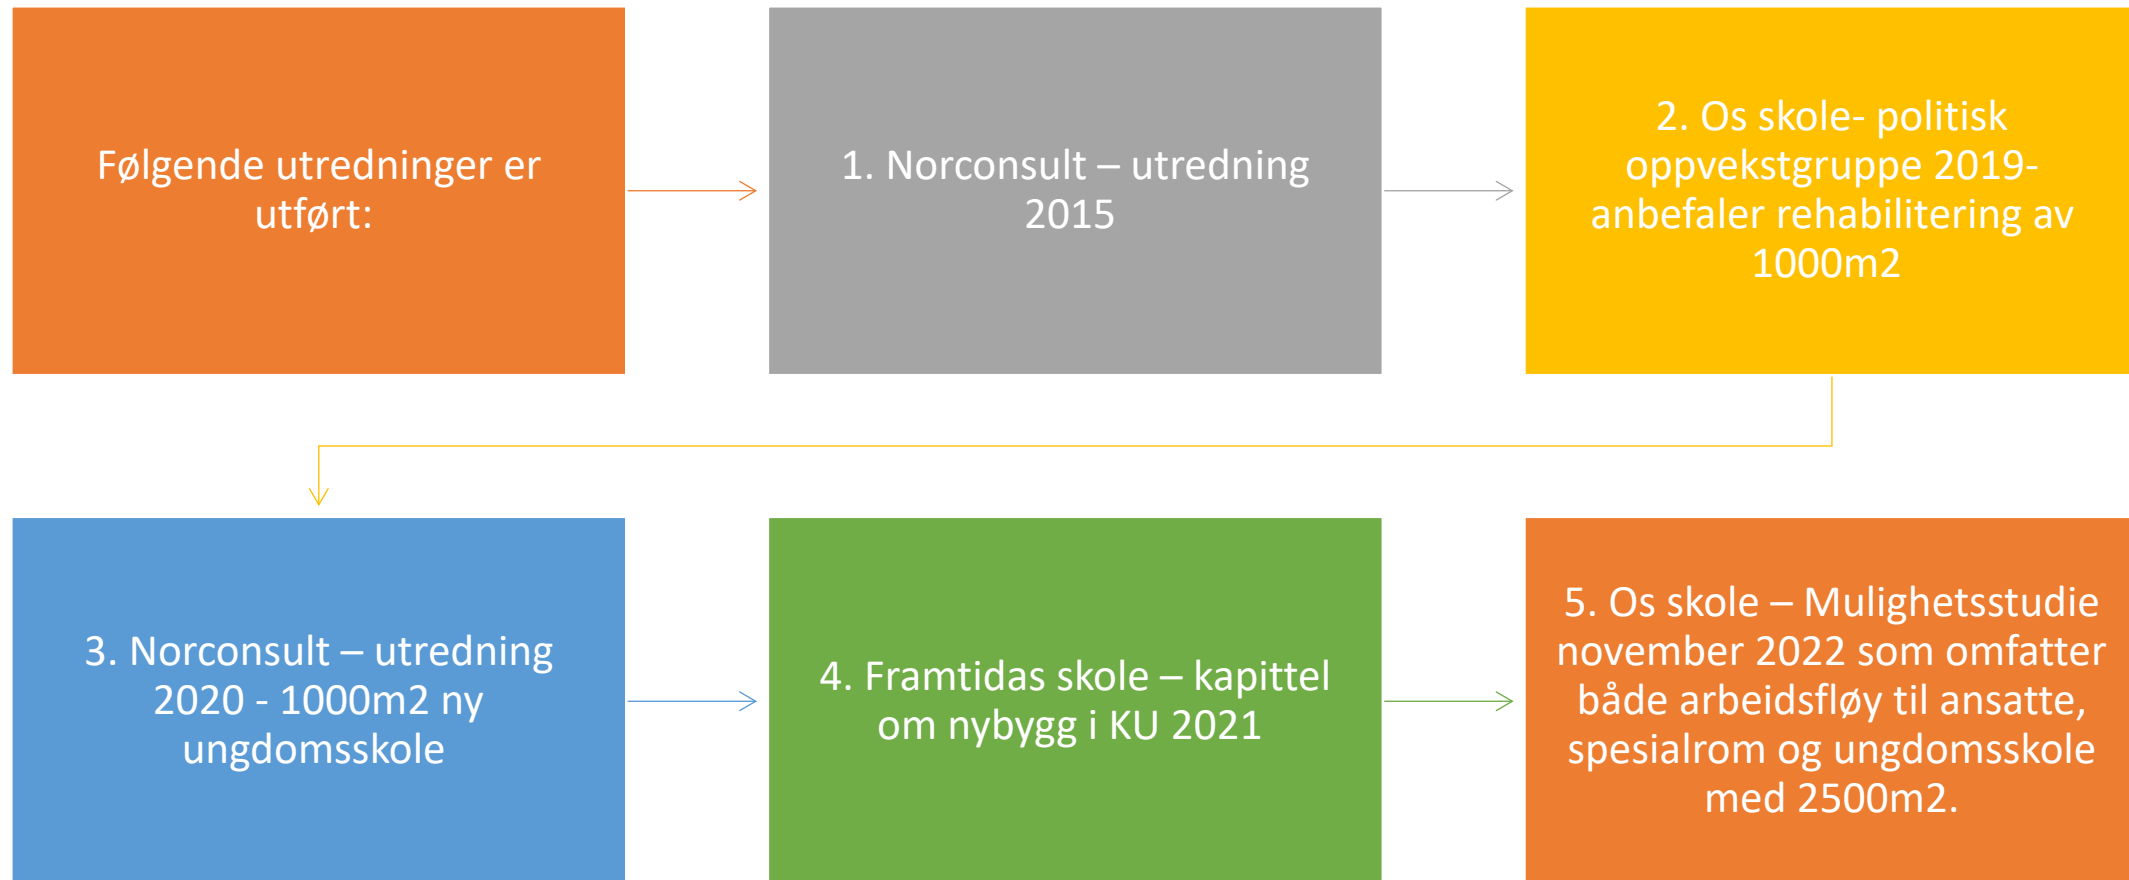 Følgende utredninger er
utført:
1. Norconsult – utredning
2015
2. Os skole- politisk
oppvekstgruppe 2019-
anbefaler rehabilitering av
1000m2
3. Norconsult – utredning
2020 - 1000m2 ny
ungdomsskole
4. Framtidas skole – kapittel
om nybygg i KU 2021
5. Os skole – Mulighetsstudie
november 2022 som omfatter
både arbeidsfløy til ansatte,
spesialrom og ungdomsskole
med 2500m2.